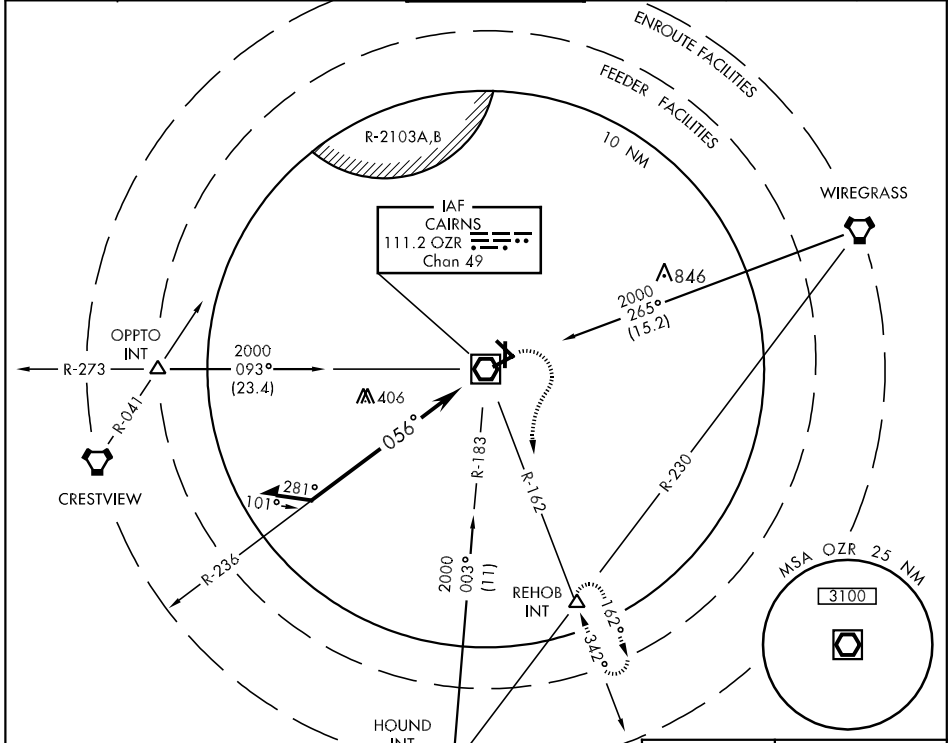 ENROUTE FACILITIES
FEEDER FACILITIES
R-2103A,B
10 NM
IAF
CAIRNS
111.2 OZR
Chan 49
WIREGRASS
846
2000
265°
(15.2)
OPPTO
INT
R-273
2000
093°
(23.4)
R-041
406
056°
CRESTVIEW
281°
101°
R-236
R-183
R-162
R-230
2000
003°
(11)
REHOB
INT
162°
342°
MSA OZR 25 NM
3100
HOUND
INT